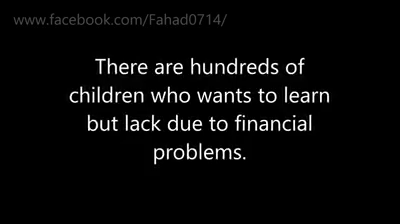 www.facebook.com/Fahad0714/
There are hundreds of
children who wants to learn
but lack due to financial
problems.